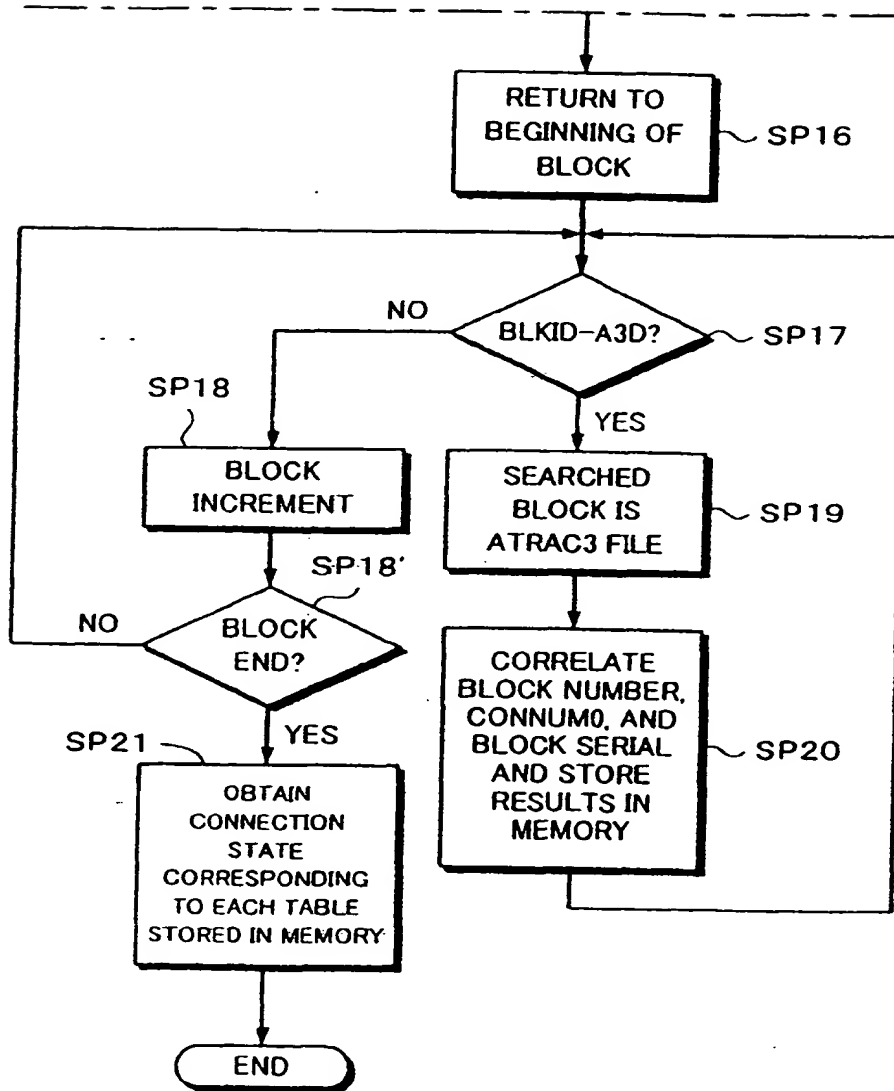 RETURN TO
BEGINNING OF
BLOCK
SP16
NO
BLKID-A3D?
SP17
SP18
YES
BLOCK
INCREMENT
SEARCHED
BLOCK IS
ATRAC3 FILE
SP19
SP18'
NO
BLOCK
END?
CORRELATE
BLOCK NUMBER,
CONNUM0, AND
BLOCK SERIAL
AND STORE
RESULTS IN
MEMORY
SP20
SP21
YES
OBTAIN
CONNECTION
STATE
CORRESPONDING
TO EACH TABLE
STORED IN MEMORY
END